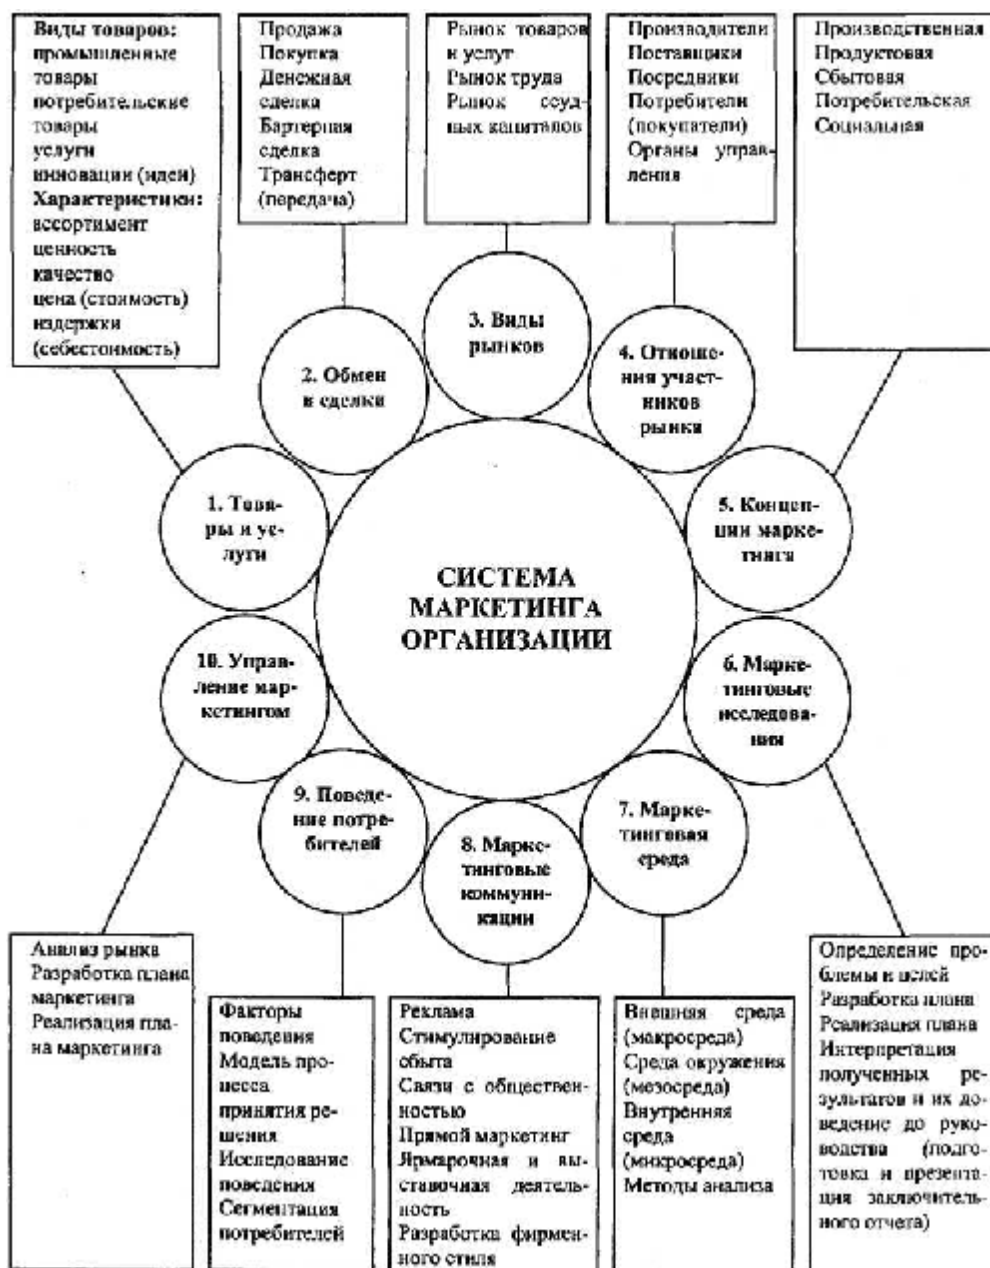 Виды товаров:
промышленные
товары
потребительские
товары
услуги
инновации (идеи)
Характеристики:
ассортимент
ценность
качество
цена (стоимость)
издержки
(себестоимость)
Продажа
Покупка
Денежная
сделка
Бартерная
сделка
Трансферт
(передача)
Рынок товаров
и услуг
Рынок труда
Рынок ссуд-
ных капиталов
Производители
Поставщики
Посредники
Потребители
(покупатели)
Органы управ-
ления
Производственная
Продуктовая
Сбытовая
Потребительская
Социальная
3. Виды
рынков
2. Обмен
и сделки
4. Отноше-
ния участ-
ников
рынка
1. Това-
ры и ус-
луги
5. Концеп-
ции марке-
тинга
СИСТЕМА
МАРКЕТИНГА
ОРГАНИЗАЦИИ
10. Управ-
ление мар-
кетингом
6. Марке-
тинговые
исследова-
ния
9. Поведе-
ние потре-
бителей
7. Марке-
тинговая
среда
8. Марке-
тинговые
коммуни-
кации
Анализ рынка
Разработка плана
маркетинга
Реализация пла-
на маркетинга
Факторы
поведения
Модель про-
цесса
принятия ре-
шения
Исследование
поведения
Сегментация
потребителей
Реклама
Стимулирование
сбыта
Связи с обществен-
ностью
Прямой маркетинг
Ярмарочная и вы-
ставочная деятель-
ность
Разработка фирмен-
ного стиля
Внешняя среда
(макросреда)
Среда окружения
(мезосреда)
Внутренняя
среда
(микросреда)
Методы анализа
Определение про-
блемы и целей
Разработка плана
Реализация плана
Интерпретация
полученных ре-
зультатов и их до-
ведение до руко-
водства (подго-
товка и презента-
ция заключитель-
ного отчета)